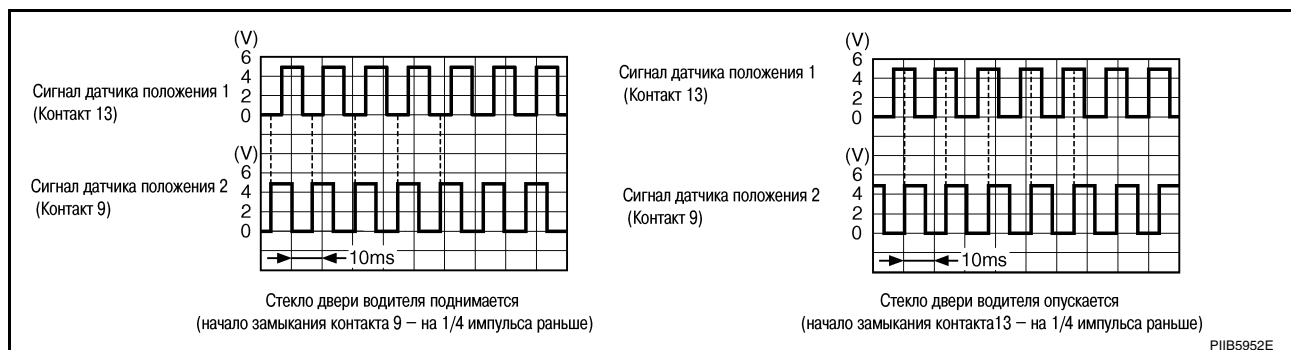 (V)
6
4
2
0
Сигнал датчика положения 1
(Контакт 13)
(V)
6
4
2
0
Сигнал датчика положения 2
(Контакт 9)
10ms
Стекло двери водителя поднимается
(начало замыкания контакта 9 – на 1/4 импульса раньше)
(V)
6
4
2
0
Сигнал датчика положения 1
(Контакт 13)
(V)
6
4
2
0
Сигнал датчика положения 2
(Контакт 9)
10ms
Стекло двери водителя опускается
(начало замыкания контакта13 – на 1/4 импульса раньше)
PIIB5952E